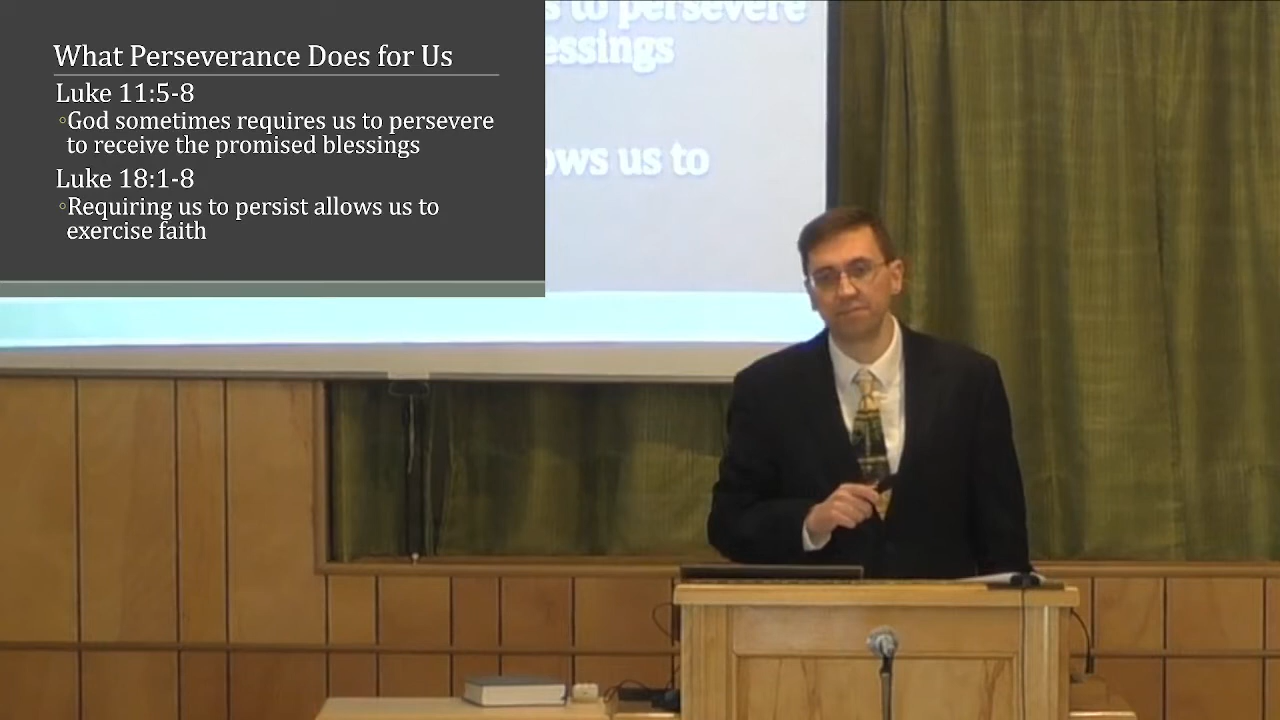 What Perseverance Does for Us
Luke 11:5-8
◦God sometimes requires us to persevere
to receive the promised blessings
Luke 18:1-8
◦Requiring us to persist allows us to
exercise faith
s to persevere
essings
ows us to